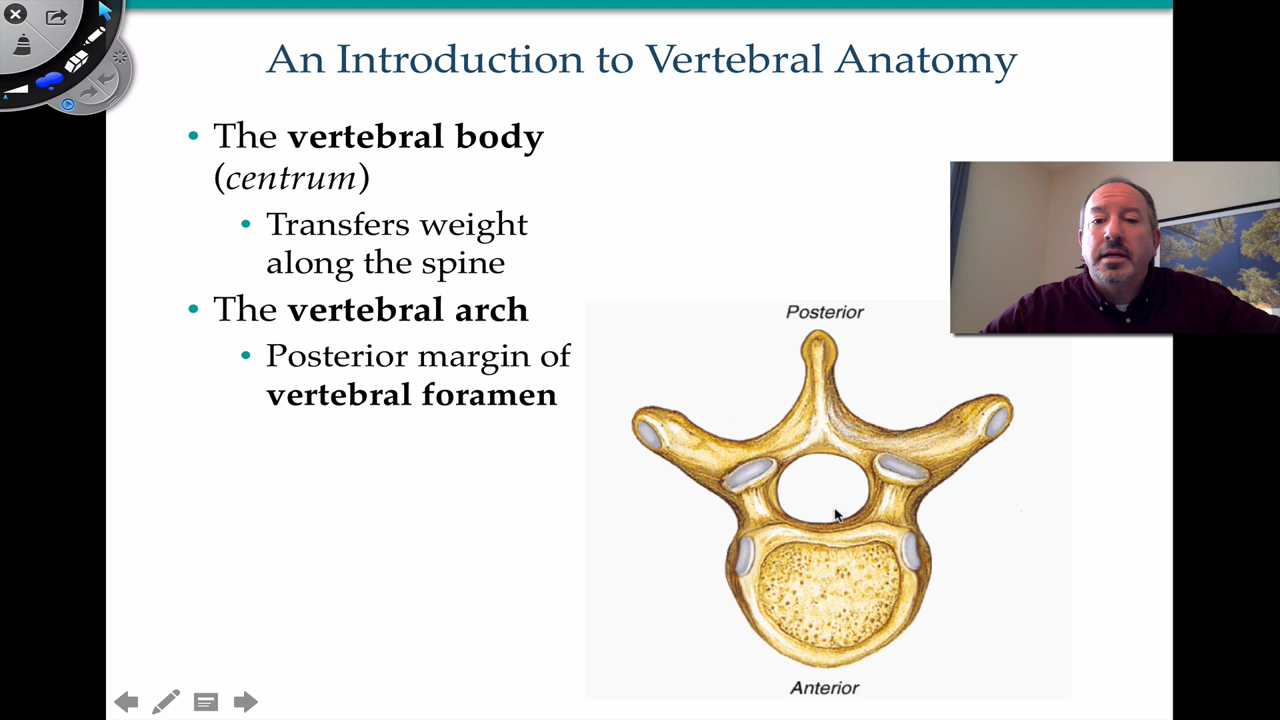 An Introduction to Vertebral Anatomy
• The vertebral body
(centrum)
• Transfers weight
along the spine
• The vertebral arch
• Posterior margin of
vertebral foramen
Posterior
Anterior